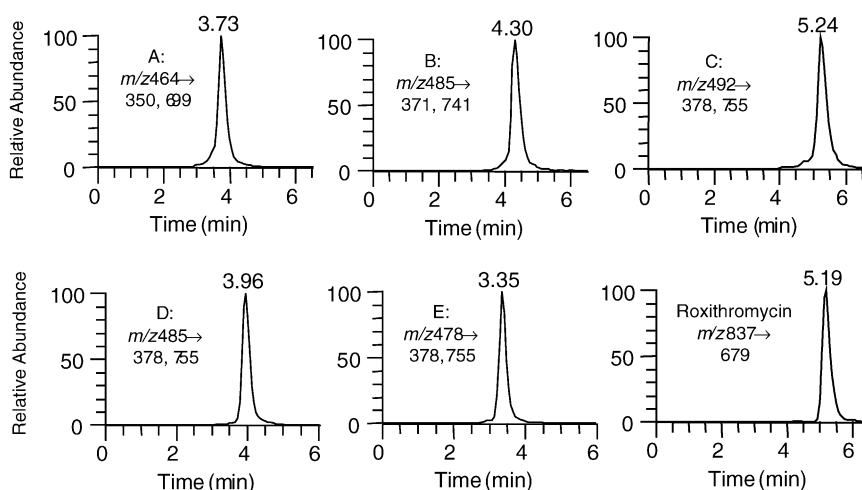 3.73
4.30
5.24
Relative Abundance
100
50
0
A:
m/z464→
350, 699
0 2 4 6
Time (min)
100
50
0
B:
m/z485→
371, 741
0 2 4 6
Time (min)
100
50
0
C:
m/z492→
378, 755
0 2 4 6
Time (min)
3.96
3.35
5.19
Relative Abundance
100
50
0
D:
m/z485→
378, 755
0 2 4 6
Time (min)
100
50
0
E:
m/z478→
378,755
0 2 4 6
Time (min)
100
50
0
Roxithromycin
m/z837→
679
0 2 4 6
Time (min)